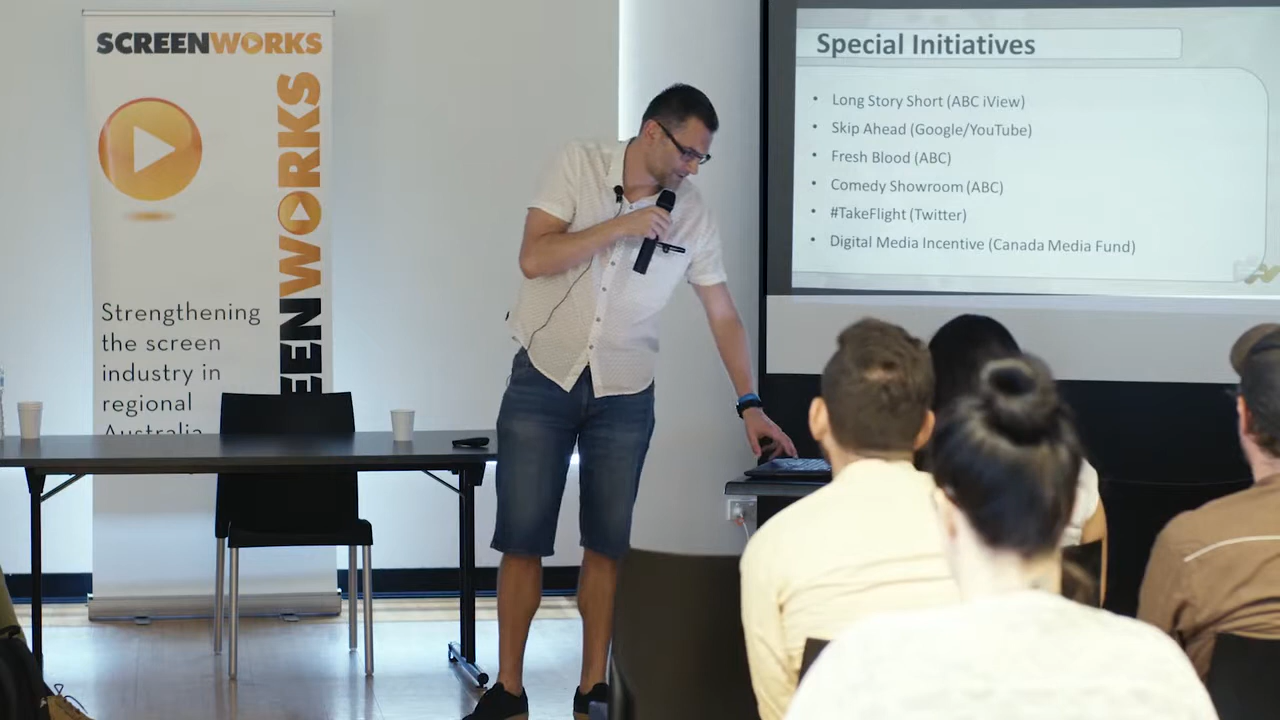 SCREENWORKS
SCREENWORKS
Strengthening
the screen
industry in
regional
Australia
Special Initiatives
• Long Story Short (ABC iView)
• Skip Ahead (Google/YouTube)
• Fresh Blood (ABC)
• Comedy Showroom (ABC)
• #TakeFlight (Twitter)
• Digital Media Incentive (Canada Media Fund)